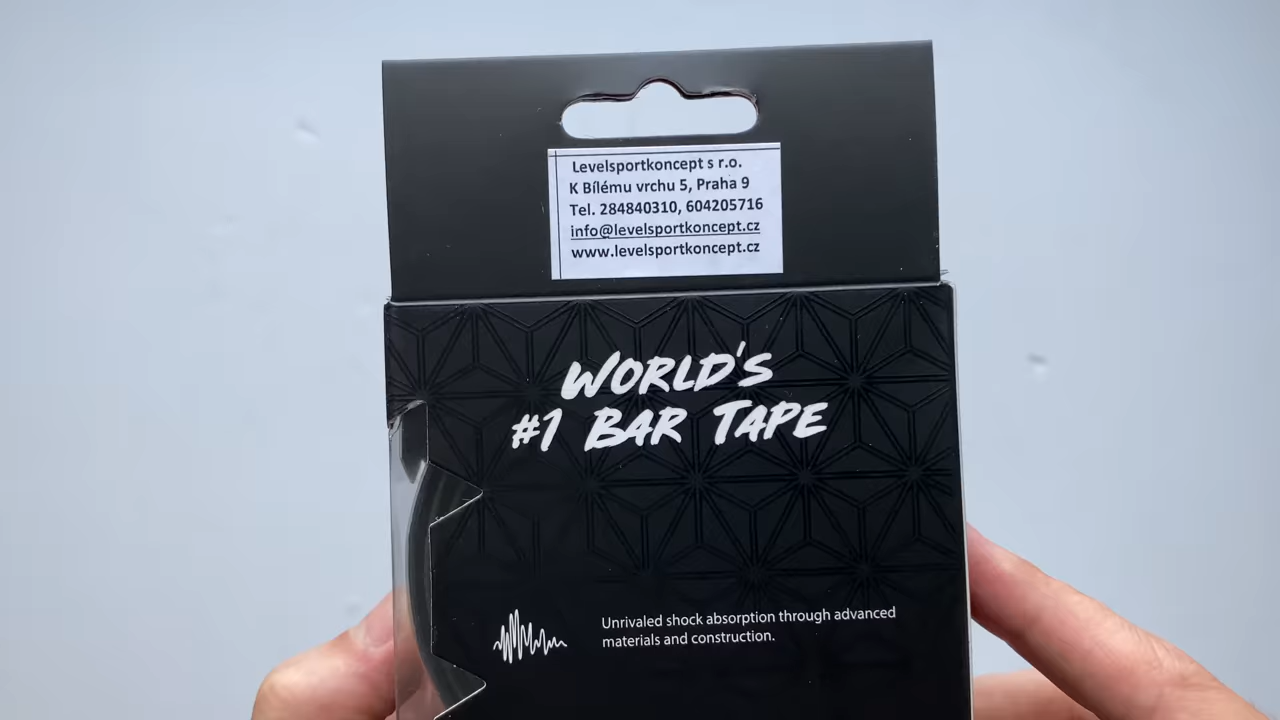 Levelsportkoncept s r.o.
K Bílému vrchu 5, Praha 9
Tel. 284840310, 604205716
info@levelsportkoncept.cz
www.levelsportkoncept.cz
WORLD'S
#1 BAR TAPE
Unrivaled shock absorption through advanced
materials and construction.